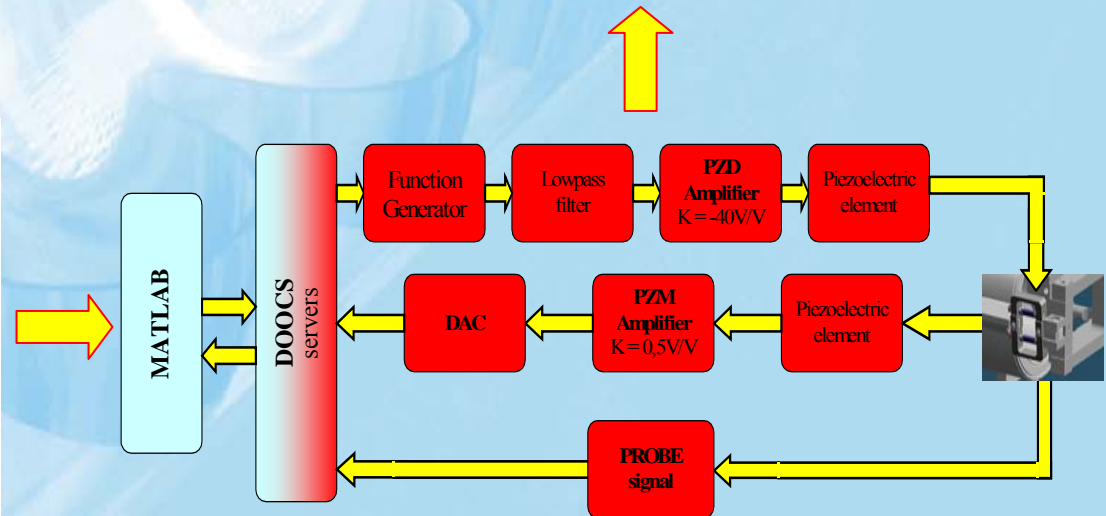 Function
Generator
Lowpass
filter
PZD
Amplifier
K = -40V/V
Piezoelectric
element
MATLAB
DOOCS
servers
DAC
PZM
Amplifier
K = 0,5V/V
Piezoelectric
element
PROBE
signal